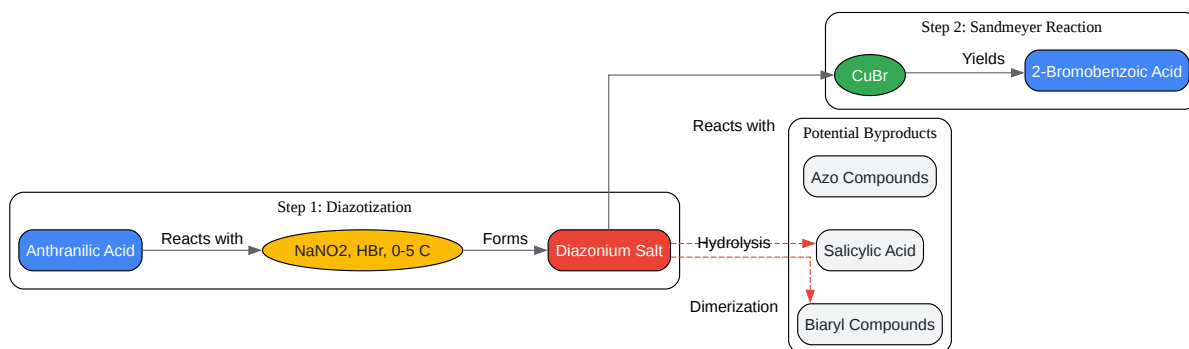 Step 2: Sandmeyer Reaction
CuBr
Yields
2-Bromobenzoic Acid
Reacts with
Potential Byproducts
Azo Compounds
Step 1: Diazotization
Anthranilic Acid
Reacts with
NaNO2, HBr, 0-5 C
Forms
Diazonium Salt
Hydrolysis
Salicylic Acid
Dimerization
Biaryl Compounds